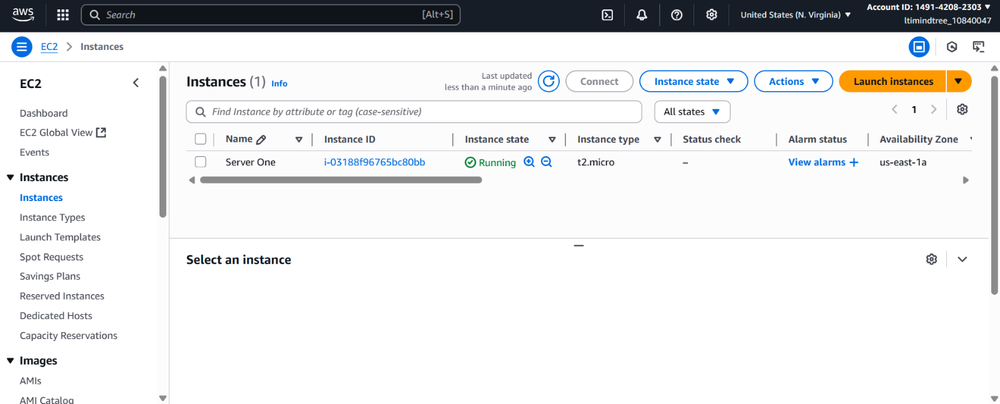 aws
Search [Alt+S]
United States (N. Virginia)
Account ID: 1491-4208-2303
ltimindtree_10840047
EC2 Instances
EC2
Dashboard
EC2 Global View
Events
Instances
Instances
Instance Types
Launch Templates
Spot Requests
Savings Plans
Reserved Instances
Dedicated Hosts
Capacity Reservations
Images
AMIs
AMI Catalog
Instances (1) Info
Last updated
less than a minute ago
Connect
Instance state
Actions
Launch instances
Find Instance by attribute or tag (case-sensitive)
All states
1
Name Instance ID Instance state Instance type Status check Alarm status Availability Zone
Server One i-03188f96765bc80bb Running t2.micro – View alarms + us-east-1a
Select an instance